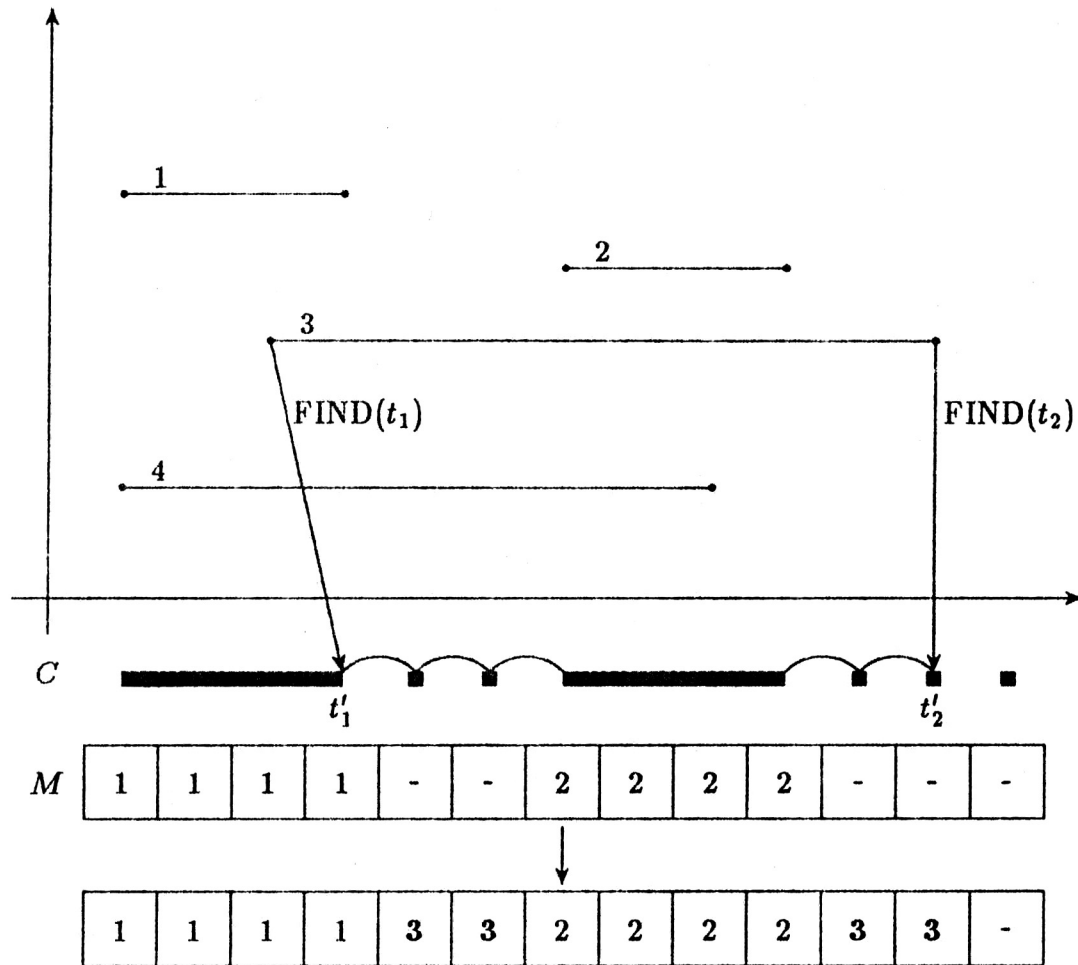 1
2
3
FIND(t₁) FIND(t₂)
4
C
t′₁ t′₂
M 1 1 1 1 - - 2 2 2 2 - - -
1 1 1 1 3 3 2 2 2 2 3 3 -